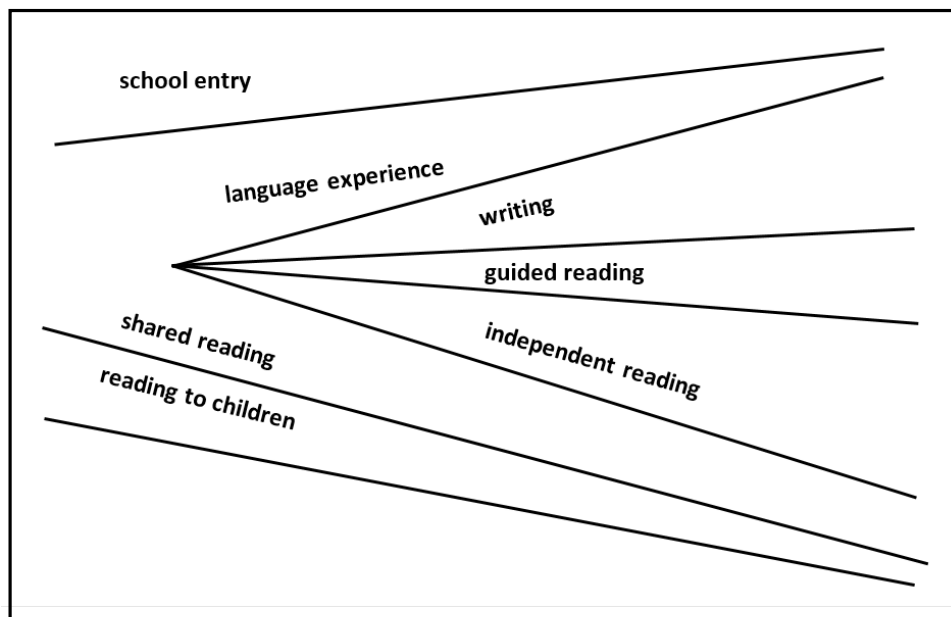 school entry
language experience
writing
guided reading
independent reading
shared reading
reading to children